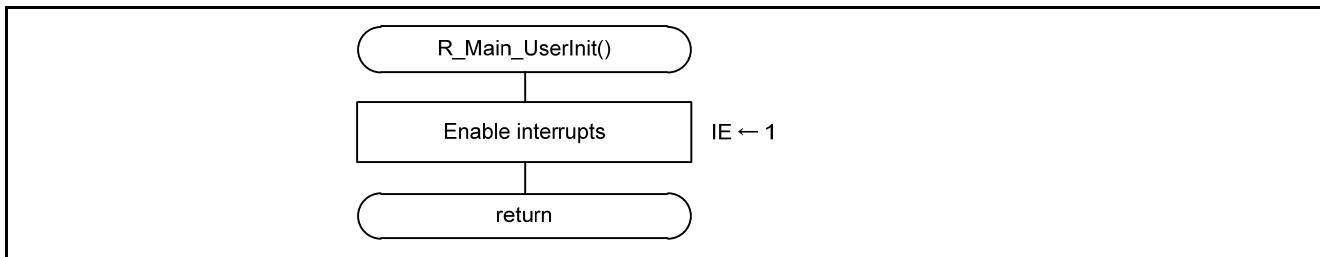 R_Main_UserInit()
Enable interrupts IE ← 1
return